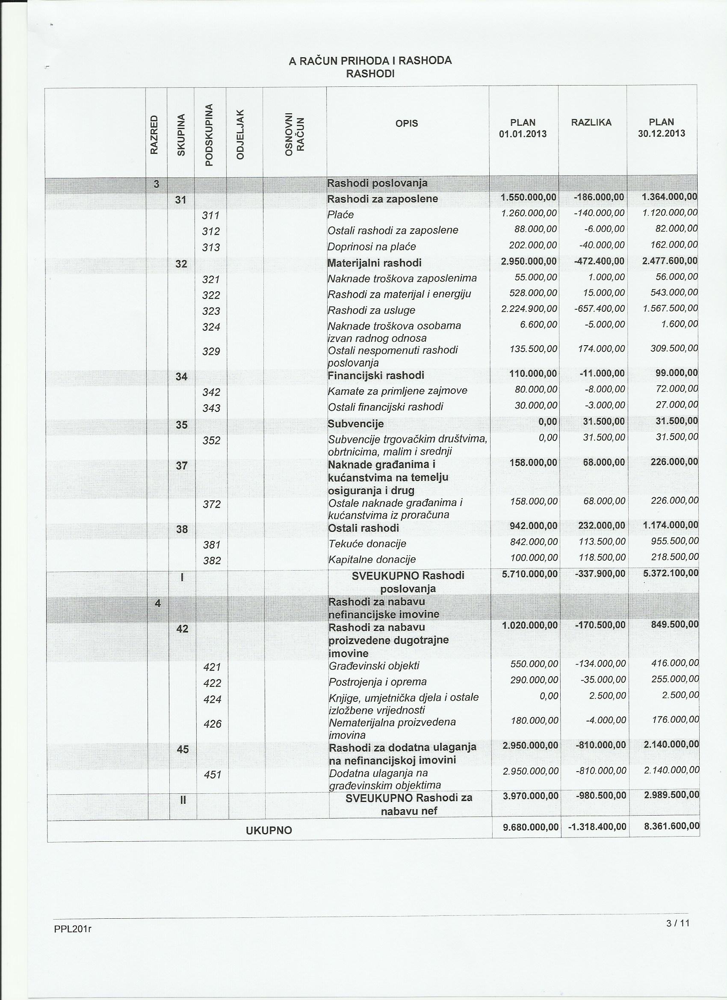 A RAČUN PRIHODA I RASHODA
RASHODI
RAZRED SKUPINA PODSKUPINA ODJELJAK OSNOVNI RAČUN OPIS PLAN 01.01.2013 RAZLIKA PLAN 30.12.2013
3 Rashodi poslovanja
31 Rashodi za zaposlene 1.550.000,00 -186.000,00 1.364.000,00
311 Plaće 1.260.000,00 -140.000,00 1.120.000,00
312 Ostali rashodi za zaposlene 88.000,00 -6.000,00 82.000,00
313 Doprinosi na plaće 202.000,00 -40.000,00 162.000,00
32 Materijalni rashodi 2.950.000,00 -472.400,00 2.477.600,00
321 Naknade troškova zaposlenima 55.000,00 1.000,00 56.000,00
322 Rashodi za materijal i energiju 528.000,00 15.000,00 543.000,00
323 Rashodi za usluge 2.224.900,00 -657.400,00 1.567.500,00
324 Naknade troškova osobama 6.600,00 -5.000,00 1.600,00
izvan radnog odnosa
329 Ostali nespomenuti rashodi 135.500,00 174.000,00 309.500,00
poslovanja
34 Financijski rashodi 110.000,00 -11.000,00 99.000,00
342 Kamate za primljene zajmove 80.000,00 -8.000,00 72.000,00
343 Ostali financijski rashodi 30.000,00 -3.000,00 27.000,00
35 Subvencije 0,00 31.500,00 31.500,00
352 Subvencije trgovačkim društvima, 0,00 31.500,00 31.500,00
obrtnicima, malim i srednji
37 Naknade građanima i 158.000,00 68.000,00 226.000,00
kućanstvima na temelju
osiguranja i drug
372 Ostale naknade građanima i 158.000,00 68.000,00 226.000,00
kućanstvima iz proračuna
38 Ostali rashodi 942.000,00 232.000,00 1.174.000,00
381 Tekuće donacije 842.000,00 113.500,00 955.500,00
382 Kapitalne donacije 100.000,00 118.500,00 218.500,00
I SVEUKUPNO Rashodi 5.710.000,00 -337.900,00 5.372.100,00
poslovanja
4 Rashodi za nabavu
nefinancijske imovine
42 Rashodi za nabavu 1.020.000,00 -170.500,00 849.500,00
proizvedene dugotrajne
imovine
421 Građevinski objekti 550.000,00 -134.000,00 416.000,00
422 Postrojenja i oprema 290.000,00 -35.000,00 255.000,00
424 Knjige, umjetnička djela i ostale 0,00 2.500,00 2.500,00
izložbene vrijednosti
426 Nematerijalna proizvedena 180.000,00 -4.000,00 176.000,00
imovina
45 Rashodi za dodatna ulaganja 2.950.000,00 -810.000,00 2.140.000,00
na nefinancijskoj imovini
451 Dodatna ulaganja na 2.950.000,00 -810.000,00 2.140.000,00
građevinskim objektima
II SVEUKUPNO Rashodi za 3.970.000,00 -980.500,00 2.989.500,00
nabavu nef
UKUPNO 9.680.000,00 -1.318.400,00 8.361.600,00
PPL201r 3 / 11